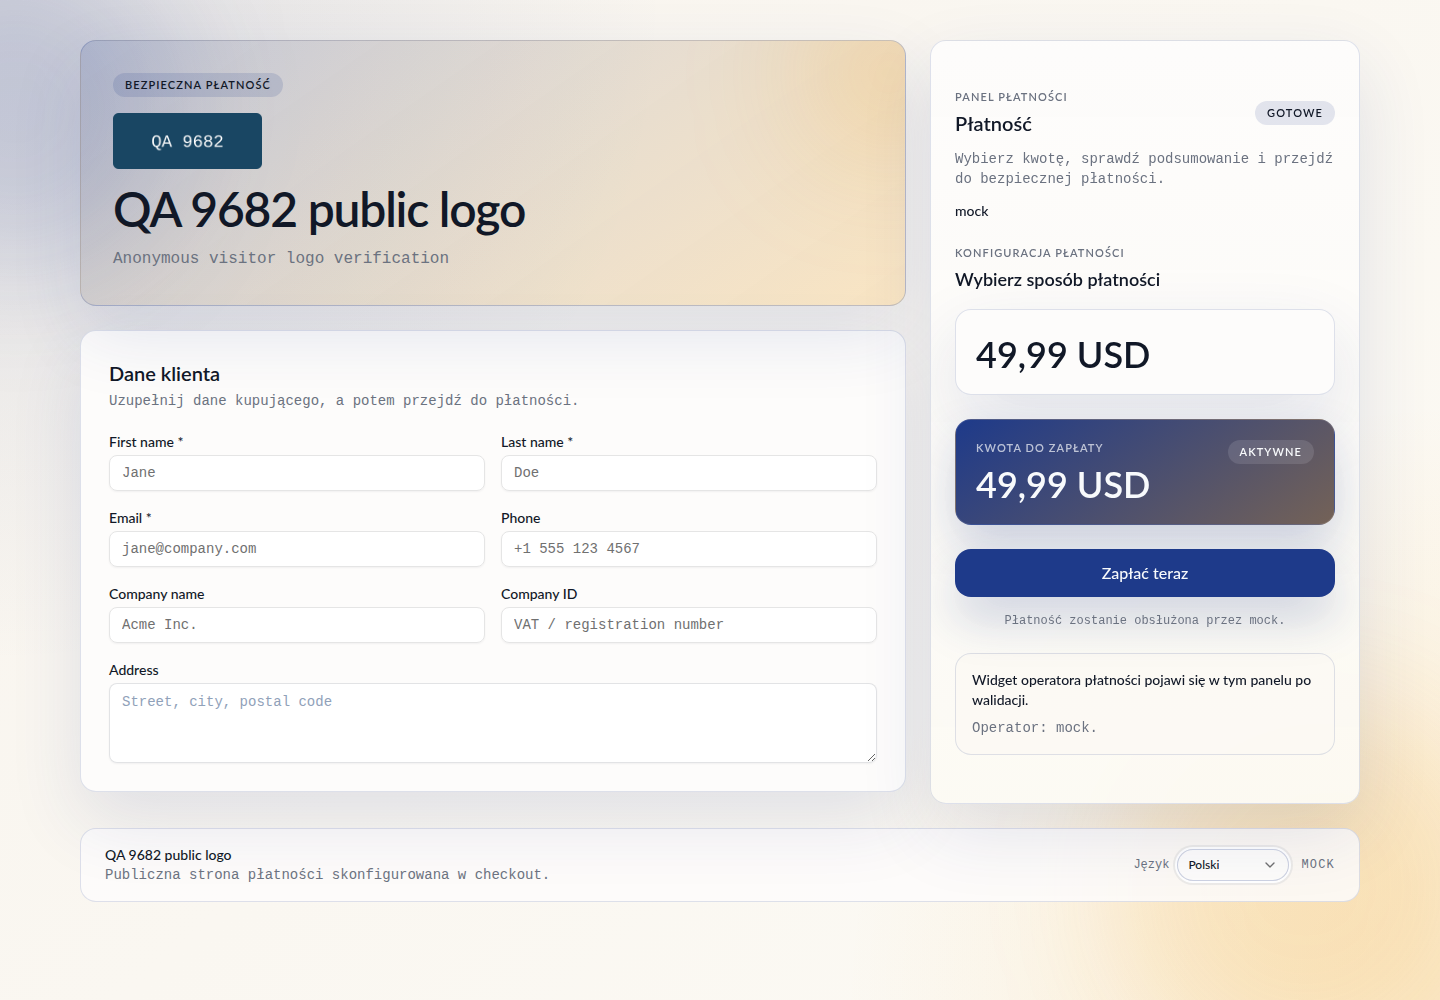 BEZPIECZNA PŁATNOŚĆ
QA 9682
QA 9682 public logo
Anonymous visitor logo verification
Dane klienta
Uzupełnij dane kupującego, a potem przejdź do płatności.
First name *
Last name *
Jane
Doe
Email *
Phone
jane@company.com
+1 555 123 4567
Company name
Company ID
Acme Inc.
VAT / registration number
Address
Street, city, postal code
PANEL PŁATNOŚCI
Płatność
GOTOWE
Wybierz kwotę, sprawdź podsumowanie i przejdź
do bezpiecznej płatności.
mock
KONFIGURACJA PŁATNOŚCI
Wybierz sposób płatności
49,99 USD
KWOTA DO ZAPŁATY
AKTYWNE
49,99 USD
Zapłać teraz
Płatność zostanie obsłużona przez mock.
Widget operatora płatności pojawi się w tym panelu po
walidacji.
Operator: mock.
QA 9682 public logo
Publiczna strona płatności skonfigurowana w checkout.
Język
Polski
MOCK